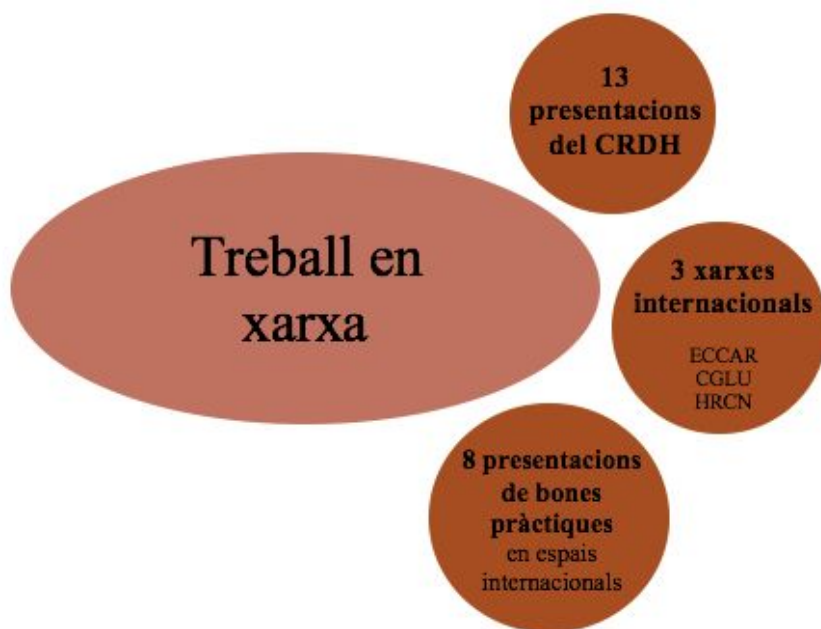 Treball en
xarxa
13
presentacions
del CRDH
3 xarxes
internacionals
ECCAR
CGLU
HRCN
8 presentacions
de bones
pràctiques
en espais
internacionals